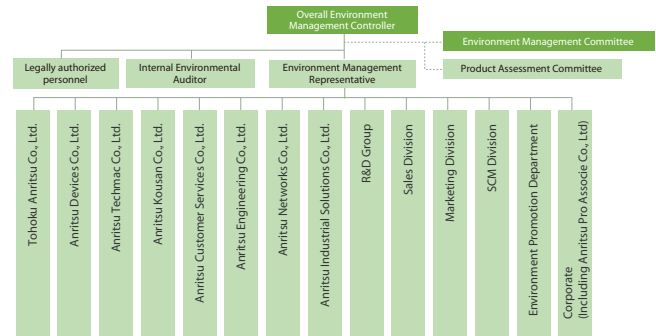 Overall Environment
Management Controller
Environment Management Committee
Legally authorized
personnel
Internal Environmental
Auditor
Environment Management
Representative
Product Assessment Committee
Tohoku Anritsu Co., Ltd.
Anritsu Devices Co., Ltd.
Anritsu Techmac Co., Ltd.
Anritsu Kousan Co., Ltd.
Anritsu Customer Services Co., Ltd.
Anritsu Engineering Co., Ltd.
Anritsu Networks Co., Ltd.
Anritsu Industrial Solutions Co., Ltd.
R&D Group
Sales Division
Marketing Division
SCM Division
Environment Promotion Department
Corporate
(Including Anritsu Pro Associe Co., Ltd)